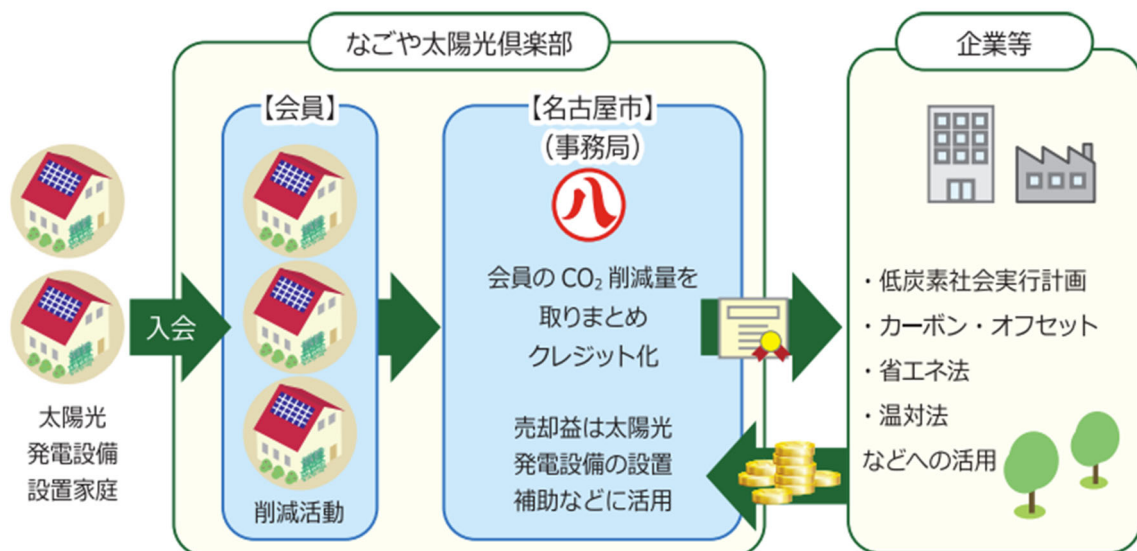 なごや太陽光倶楽部
企業等
【会員】
【名古屋市】
（事務局）
八
会員の CO₂ 削減量を
取りまとめ
クレジット化
入会
・低炭素社会実行計画
・カーボン・オフセット
・省エネ法
・温対法
などへの活用
太陽光
発電設備
設置家庭
売却益は太陽光
発電設備の設置
補助などに活用
削減活動